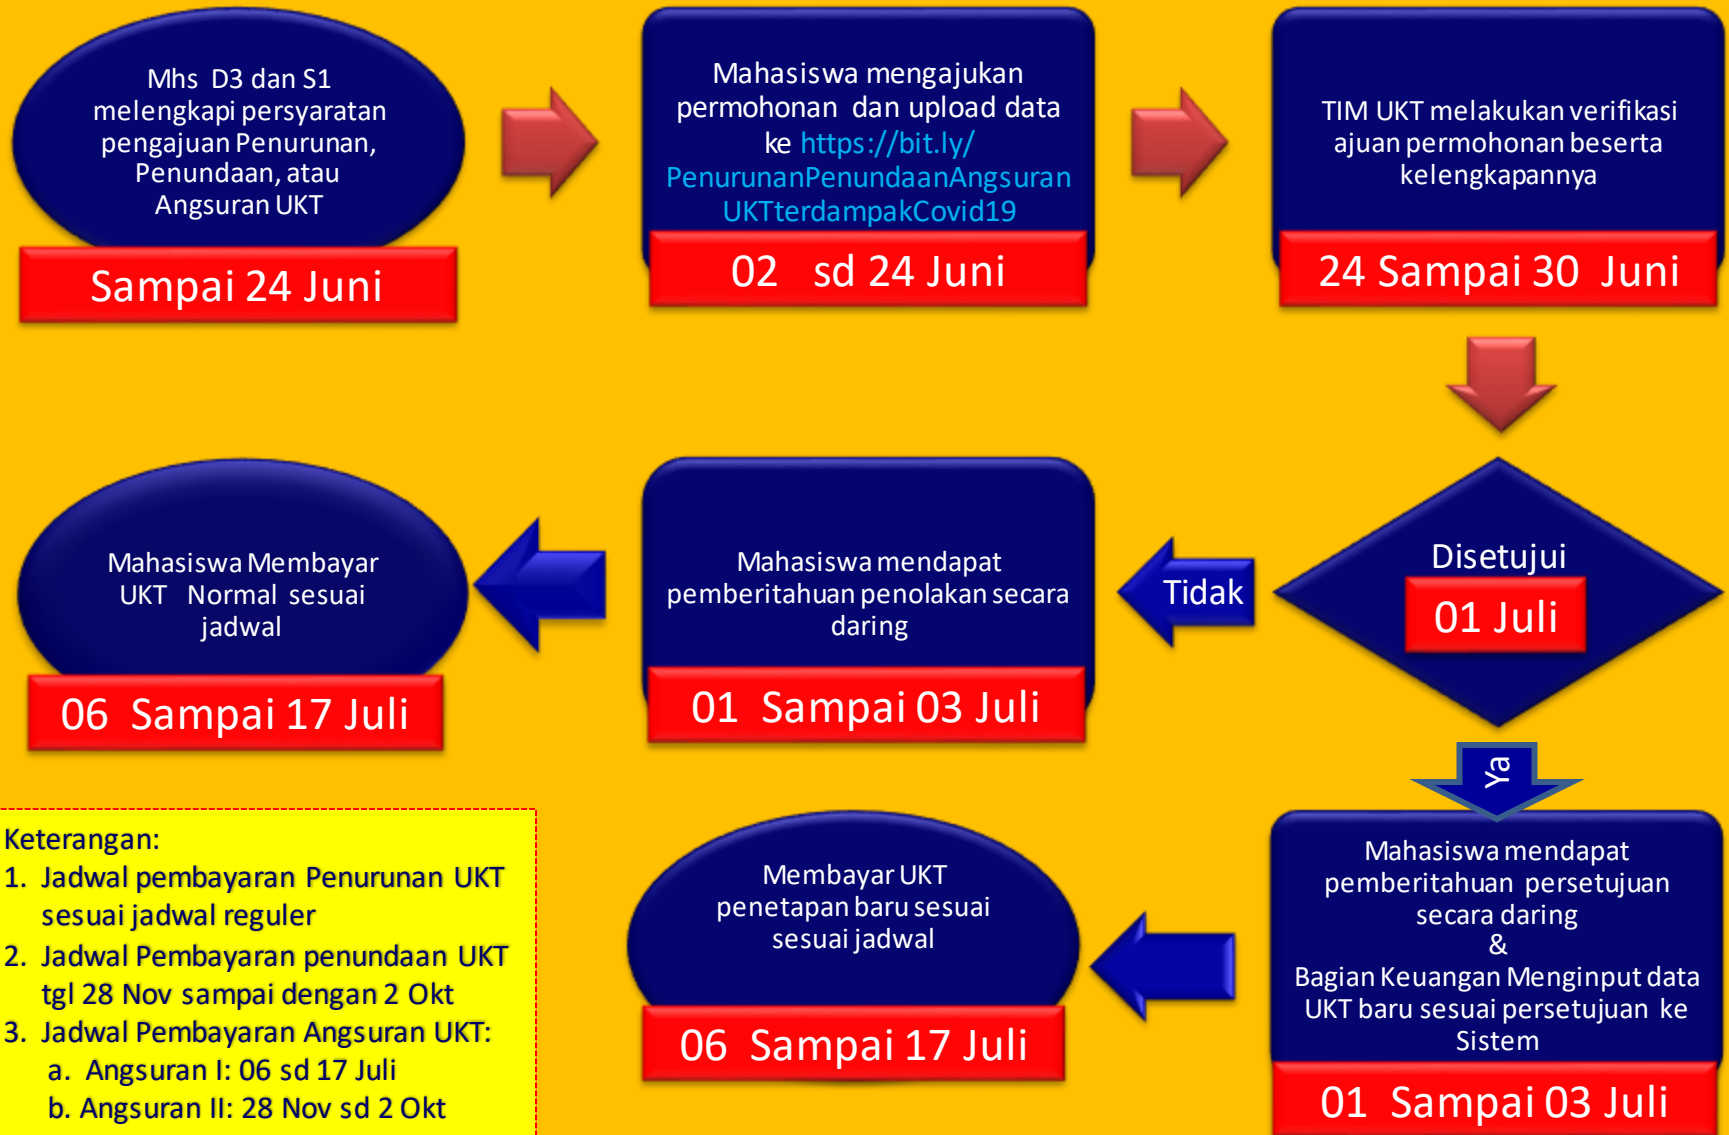 Mhs D3 dan S1
melengkapi persyaratan
pengajuan Penurunan,
Penundaan, atau
Angsuran UKT
Sampai 24 Juni
Mahasiswa mengajukan
permohonan dan upload data
ke https://bit.ly/
PenurunanPenundaanAngsuran
UKTterdampakCovid19
02 sd 24 Juni
TIM UKT melakukan verifikasi
ajuan permohonan beserta
kelengkapannya
24 Sampai 30 Juni
Disetujui
01 Juli
Tidak
Mahasiswa mendapat
pemberitahuan penolakan secara
daring
01 Sampai 03 Juli
Mahasiswa Membayar
UKT Normal sesuai
jadwal
06 Sampai 17 Juli
Ya
Mahasiswa mendapat
pemberitahuan persetujuan
secara daring
&
Bagian Keuangan Menginput data
UKT baru sesuai persetujuan ke
Sistem
01 Sampai 03 Juli
Membayar UKT
penetapan baru sesuai
sesuai jadwal
06 Sampai 17 Juli
Keterangan:
1. Jadwal pembayaran Penurunan UKT
sesuai jadwal reguler
2. Jadwal Pembayaran penundaan UKT
tgl 28 Nov sampai dengan 2 Okt
3. Jadwal Pembayaran Angsuran UKT:
a. Angsuran I: 06 sd 17 Juli
b. Angsuran II: 28 Nov sd 2 Okt